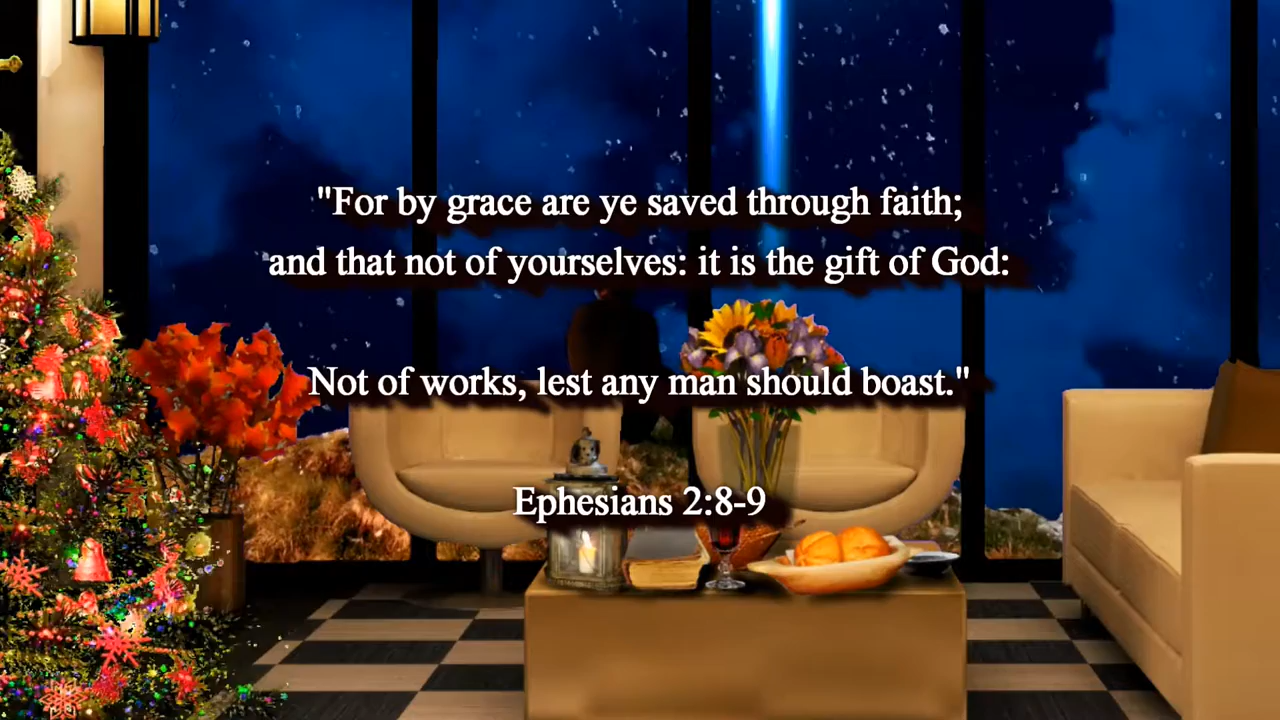 "For by grace are ye saved through faith;
and that not of yourselves: it is the gift of God:
Not of works, lest any man should boast."
Ephesians 2:8-9